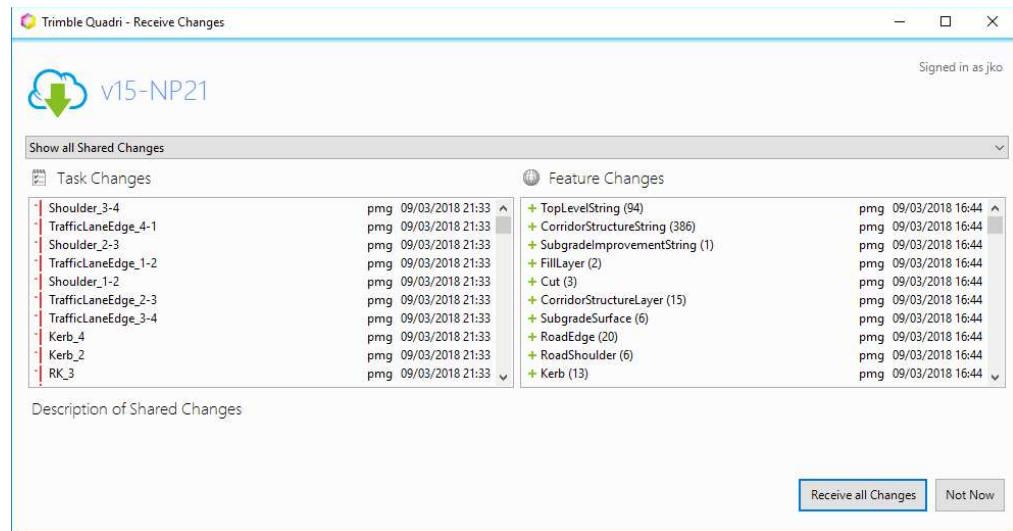 Trimble Quadri - Receive Changes
Signed in as jko
v15-NP21
Show all Shared Changes
Task Changes
Shoulder_3-4 pmg 09/03/2018 21:33
TrafficLaneEdge_4-1 pmg 09/03/2018 21:33
Shoulder_2-3 pmg 09/03/2018 21:33
TrafficLaneEdge_1-2 pmg 09/03/2018 21:33
Shoulder_1-2 pmg 09/03/2018 21:33
TrafficLaneEdge_2-3 pmg 09/03/2018 21:33
TrafficLaneEdge_3-4 pmg 09/03/2018 21:33
Kerb_4 pmg 09/03/2018 21:33
Kerb_2 pmg 09/03/2018 21:33
RK_3 pmg 09/03/2018 21:33
Feature Changes
+ TopLevelString (94) pmg 09/03/2018 16:44
+ CorridorStructureString (386) pmg 09/03/2018 16:44
+ SubgradeImprovementString (1) pmg 09/03/2018 16:44
+ FillLayer (2) pmg 09/03/2018 16:44
+ Cut (3) pmg 09/03/2018 16:44
+ CorridorStructureLayer (15) pmg 09/03/2018 16:44
+ SubgradeSurface (6) pmg 09/03/2018 16:44
+ RoadEdge (20) pmg 09/03/2018 16:44
+ RoadShoulder (6) pmg 09/03/2018 16:44
+ Kerb (13) pmg 09/03/2018 16:44
Description of Shared Changes
Receive all Changes
Not Now